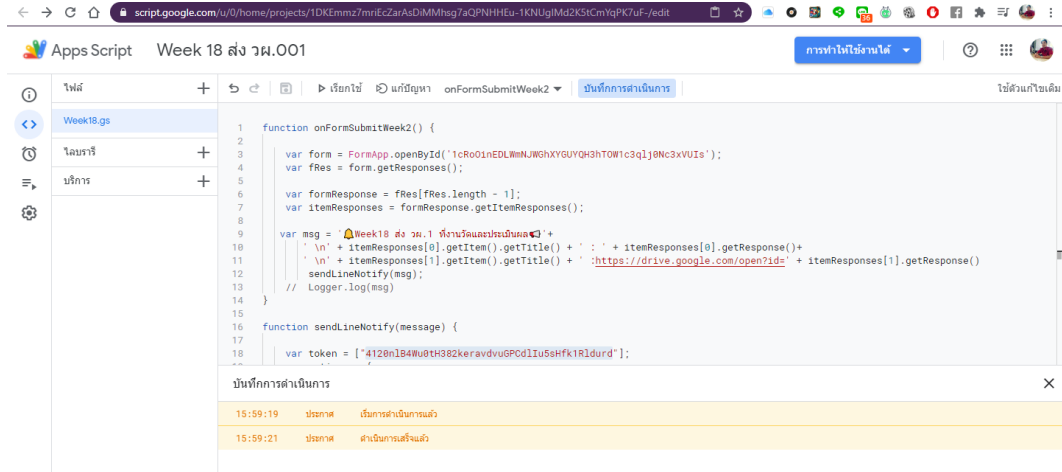 script.google.com/u/0/home/projects/1DKEmmz7mriEcZarAsDiMMhsg7aQPNHHEu-1KNUgIMd2K5tCmYqPK7uF-/edit
36
Apps Script Week 18 ส่ง วผ.001 การทำให้ใช้งานได้
ไฟล์ เรียกใช้ แก้ปัญหา onFormSubmitWeek2 บันทึกการดำเนินการ ใช้ตัวแก้ไขเดิม
Week18.gs
ไลบรารี
บริการ
1 function onFormSubmitWeek2() {
2
3 var form = FormApp.openById('1cRoOinEDLWmNJWGhXYGUYQH3hTOW1c3qlj0Nc3xVUIs');
4 var fRes = form.getResponses();
5
6 var formResponse = fRes[fRes.length - 1];
7 var itemResponses = formResponse.getItemResponses();
8
9 var msg = '🔔Week18 ส่ง วผ.1 ที่งานวัดและประเมินผล📢'+
10 ' \n' + itemResponses[0].getItem().getTitle() + ' : ' + itemResponses[0].getResponse()+
11 ' \n' + itemResponses[1].getItem().getTitle() + ' :https://drive.google.com/open?id=' + itemResponses[1].getResponse()
12 sendLineNotify(msg);
13 // Logger.log(msg)
14 }
15
16 function sendLineNotify(message) {
17
18 var token = ["4120nlB4Wu0tH382keravdvuGPCdlIu5sHfk1Rldurd"];
บันทึกการดำเนินการ
15:59:19 ประกาศ เริ่มการดำเนินการแล้ว
15:59:21 ประกาศ ดำเนินการเสร็จแล้ว